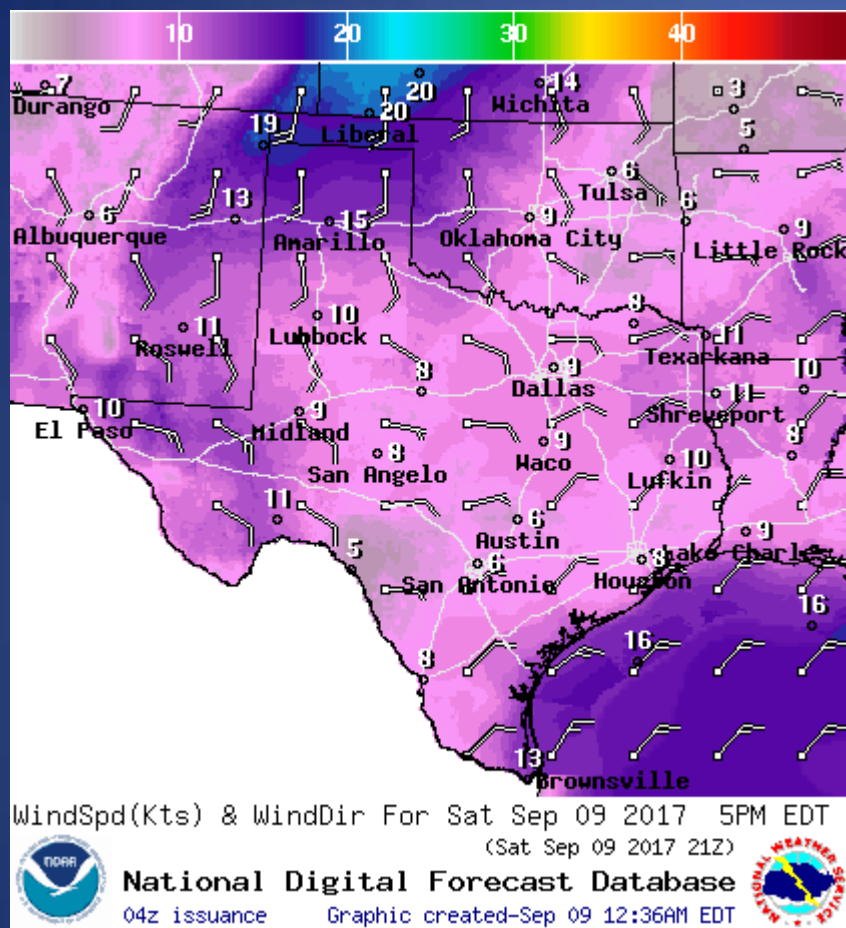 10 20 30 40
7 20 14 3
Durango 20 Wichita
19 Liberal 5
6 Tulsa
6 13 15 9 6 9
Albuquerque Amarillo Oklahoma City Little Rock
11 10 8 11
Roswell Lubbock Texarkana
8 9 10
Dallas 11
10 9 Shreveport
El Paso Midland 8 9 10 8
San Angelo Waco Lufkin
11 6 9
Austin
5 6 8 Lake Charles
San Antonio Houston
16
8 16
13
Brownsville
WindSpd(Kts) & WindDir For Sat Sep 09 2017 5PM EDT
(Sat Sep 09 2017 21Z)
National Digital Forecast Database
04z issuance Graphic created-Sep 09 12:36AM EDT
NOAA
NATIONAL WEATHER SERVICE